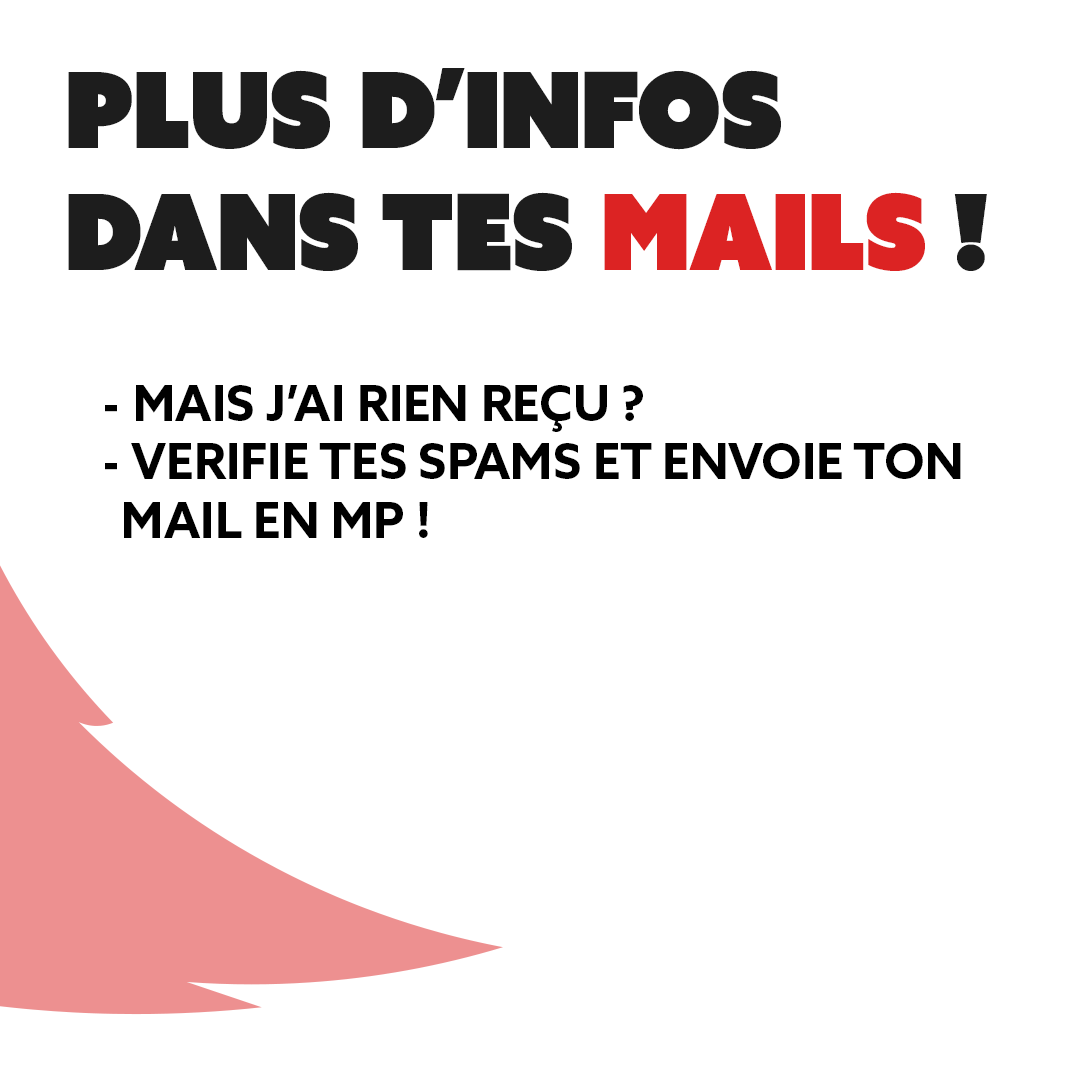 PLUS D’INFOS
DANS TES MAILS !
- MAIS J’AI RIEN REÇU ?
- VERIFIE TES SPAMS ET ENVOIE TON
MAIL EN MP !